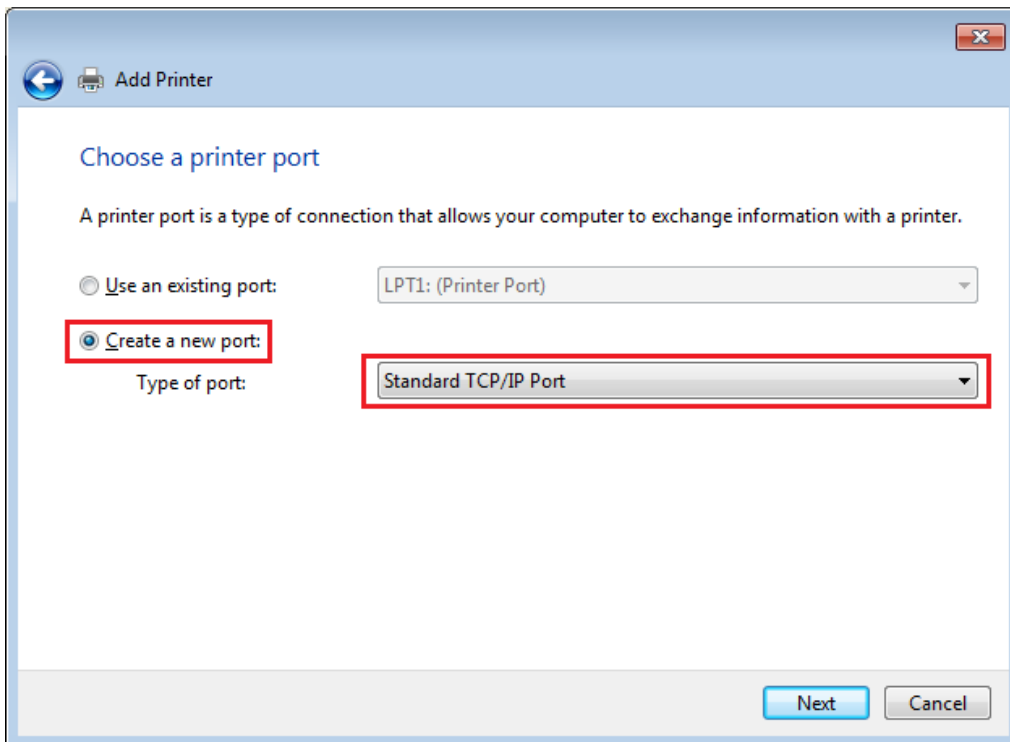 Add Printer
Choose a printer port
A printer port is a type of connection that allows your computer to exchange information with a printer.
Use an existing port: LPT1: (Printer Port)
Create a new port:
Type of port: Standard TCP/IP Port
Next Cancel